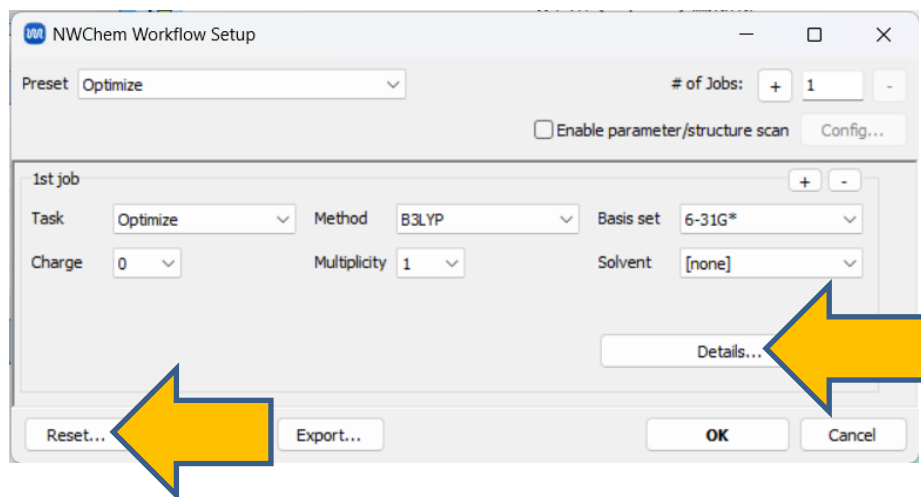 NWChem Workflow Setup
Preset Optimize # of Jobs: + 1 -
Enable parameter/structure scan Config...
1st job + -
Task Optimize Method B3LYP Basis set 6-31G*
Charge 0 Multiplicity 1 Solvent [none]
Details...
Reset... Export... OK Cancel